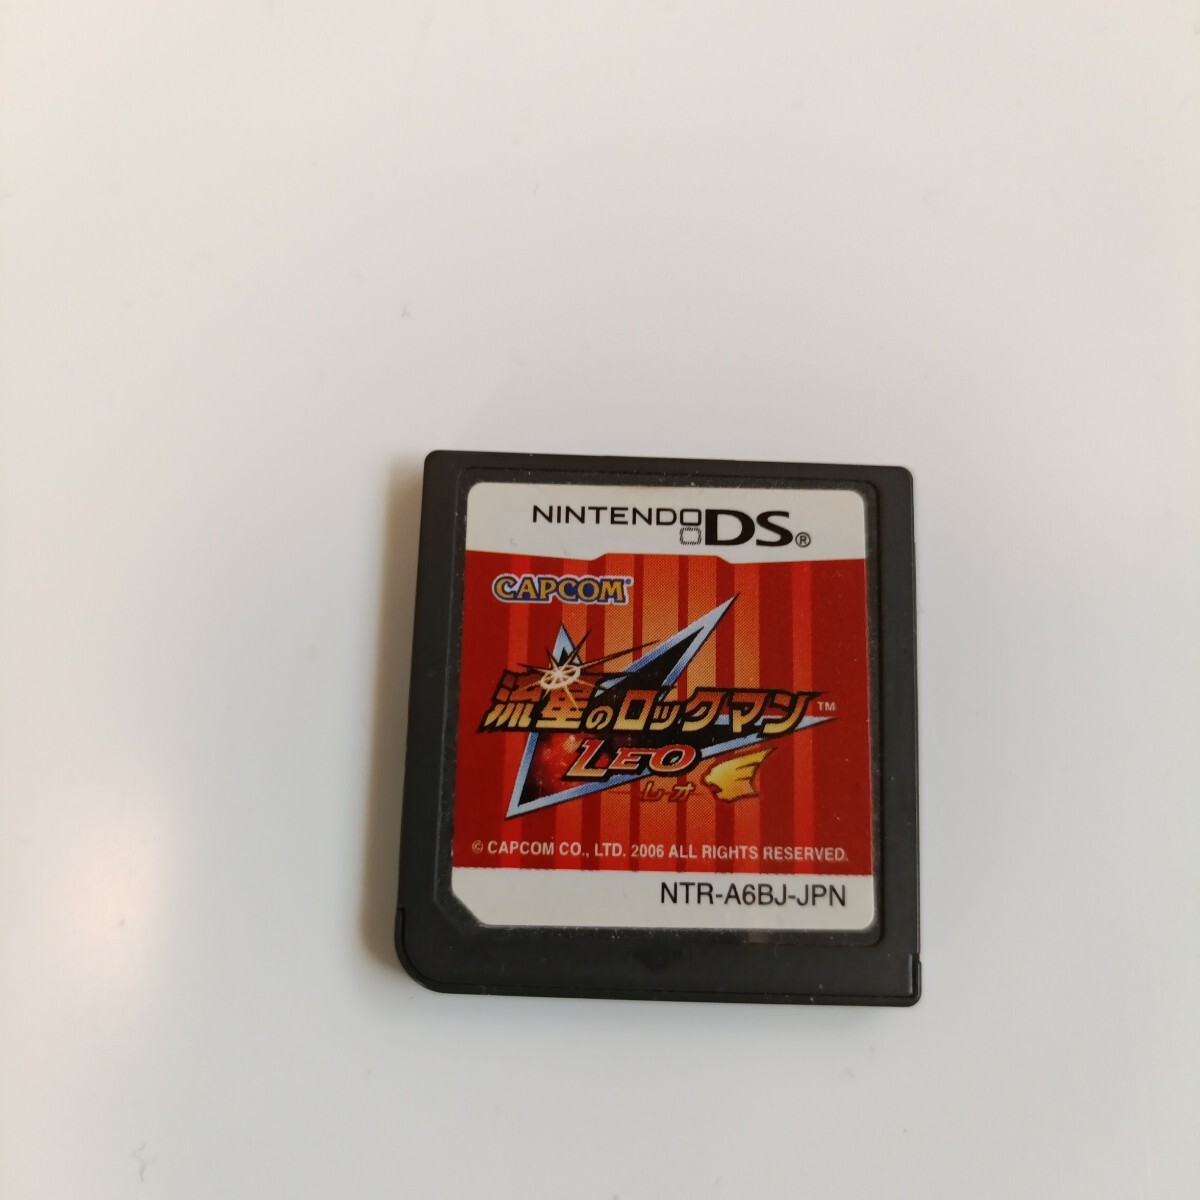 NINTENDO DS®
CAPCOM®
流星のロックマン™
LEO
レオ
© CAPCOM CO., LTD. 2006 ALL RIGHTS RESERVED.
NTR-A6BJ-JPN